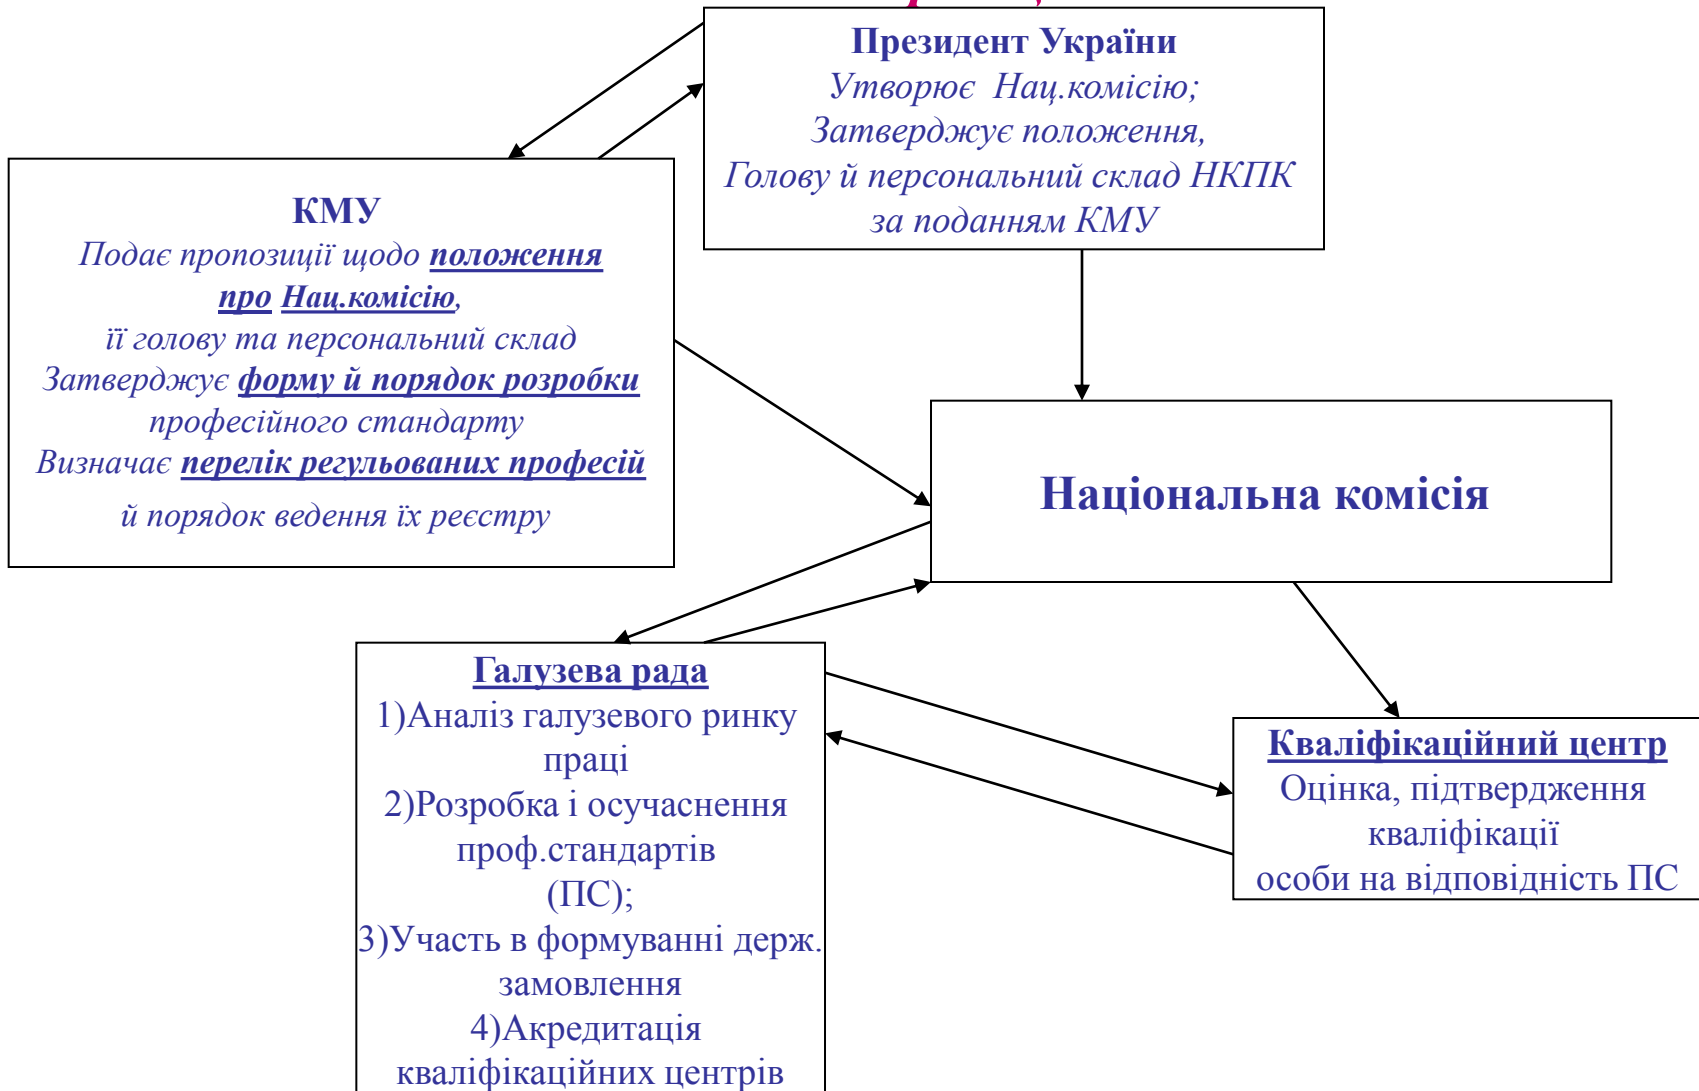 Президент України
Утворює Нац.комісію;
Затверджує положення,
Голову й персональний склад НКПК
за поданням КМУ
КМУ
Подає пропозиції щодо положення
про Нац.комісію,
її голову та персональний склад
Затверджує форму й порядок розробки
професійного стандарту
Визначає перелік регульованих професій
й порядок ведення їх реєстру
Національна комісія
Галузева рада
1)Аналіз галузевого ринку
праці
2)Розробка і осучаснення
проф.стандартів
(ПС);
3)Участь в формуванні держ.
замовлення
4)Акредитація
кваліфікаційних центрів
Кваліфікаційний центр
Оцінка, підтвердження
кваліфікації
особи на відповідність ПС